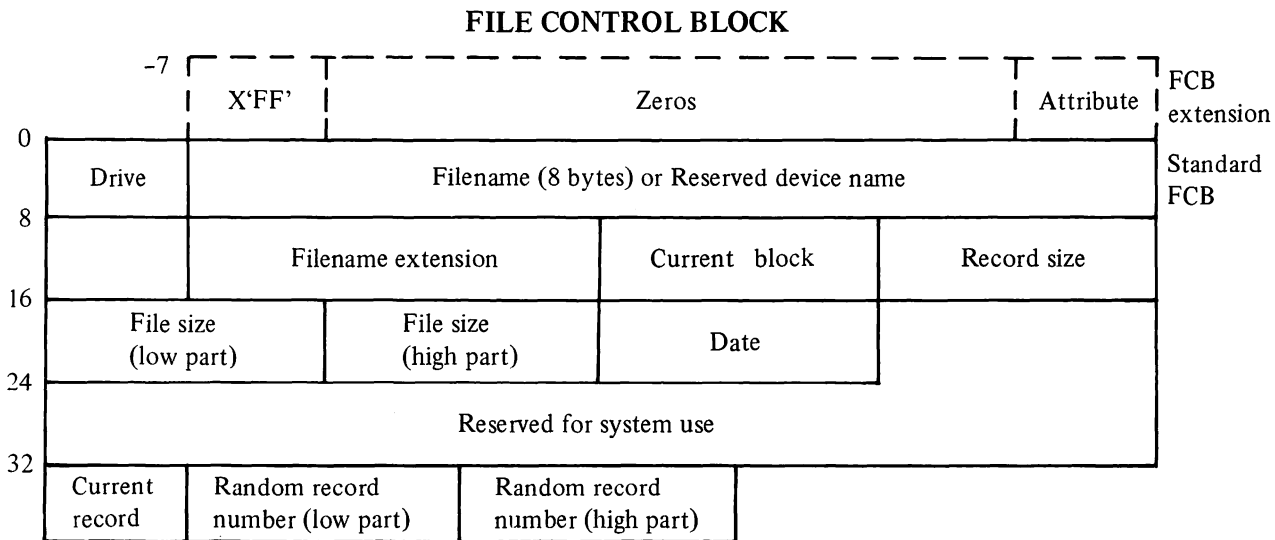 FILE CONTROL BLOCK
-7
X‘FF’
Zeros
Attribute
FCB
extension
0
Drive
Filename (8 bytes) or Reserved device name
Standard
FCB
8
Filename extension
Current block
Record size
16
File size
(low part)
File size
(high part)
Date
24
Reserved for system use
32
Current
record
Random record
number (low part)
Random record
number (high part)